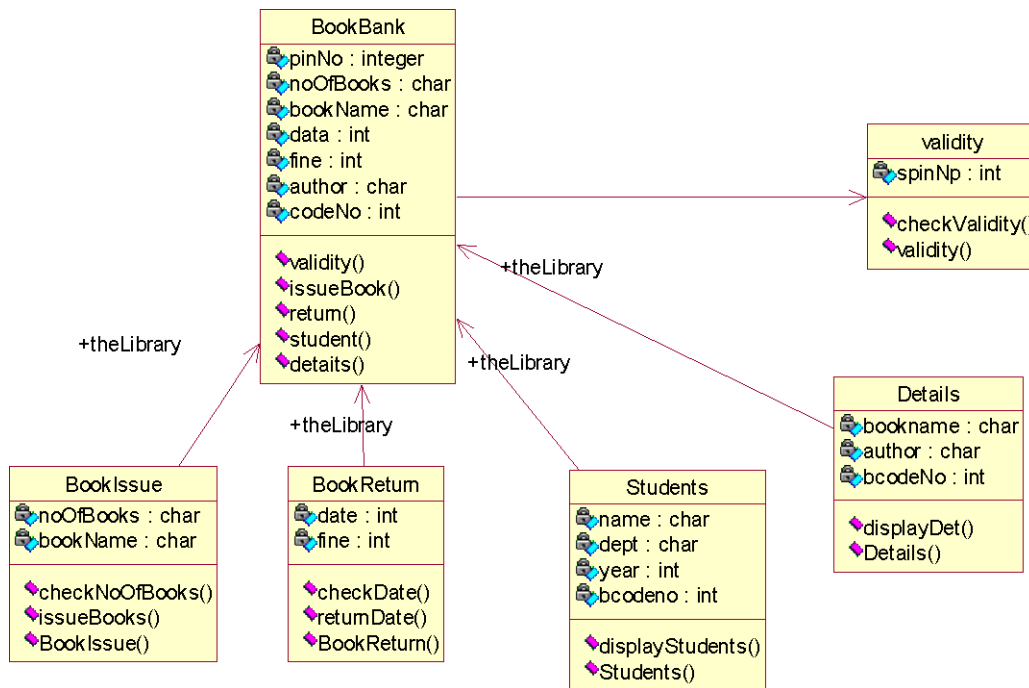 BookBank
pinNo : integer
noOfBooks : char
bookName : char
data : int
fine : int
author : char
codeNo : int
validity()
issueBook()
return()
student()
detaits()
validity
spinNp : int
checkValidity()
validity()
+theLibrary
+theLibrary
+theLibrary
+theLibrary
BookIssue
noOfBooks : char
bookName : char
checkNoOfBooks()
issueBooks()
BookIssue()
BookReturn
date : int
fine : int
checkDate()
returnDate()
BookReturn()
Students
name : char
dept : char
year : int
bcodeno : int
displayStudents()
Students()
Details
bookname : char
author : char
bcodeNo : int
displayDet()
Details()